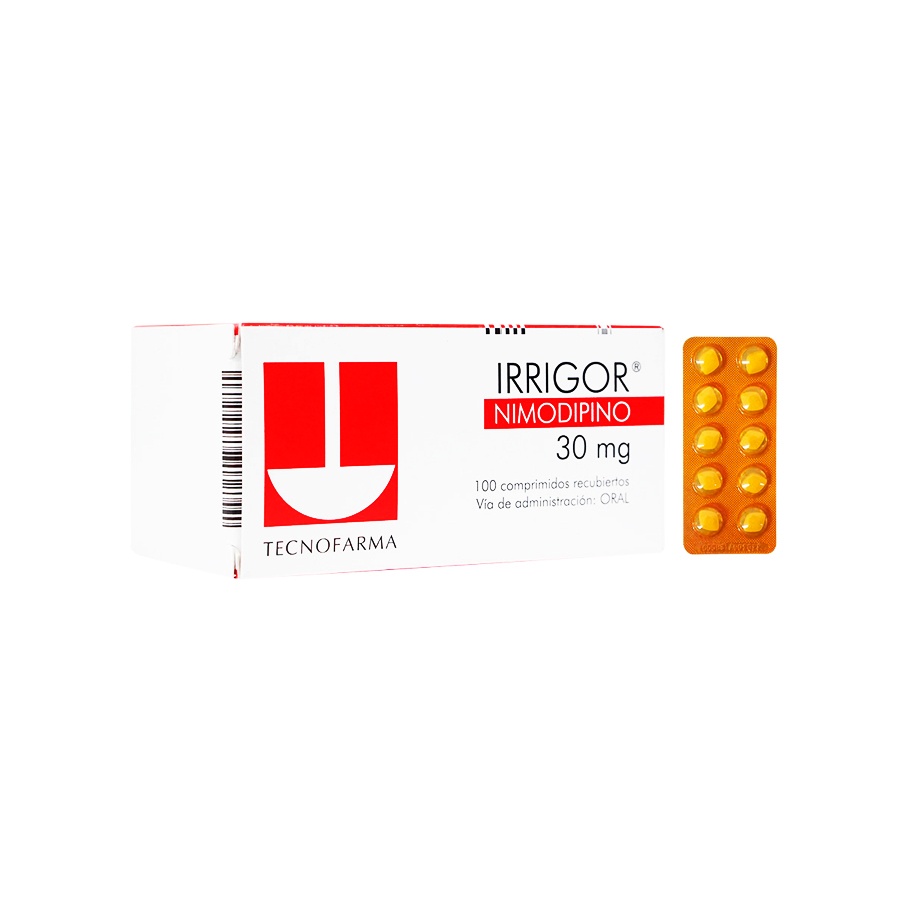 IRRIGOR®
NIMODIPINO
30 mg
100 comprimidos recubiertos
Vía de administración: ORAL
TECNOFARMA